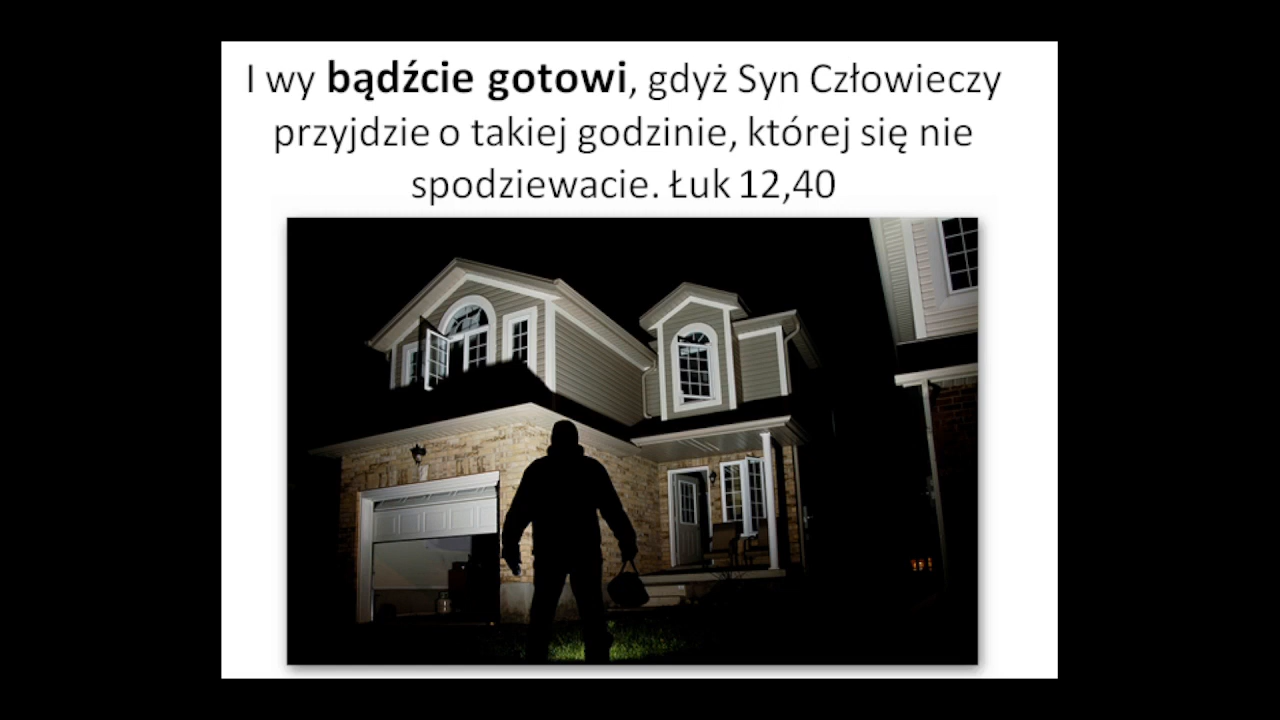 I wy bądźcie gotowi, gdyż Syn Człowieczy
przyjdzie o takiej godzinie, której się nie
spodziewacie. Łuk 12,40